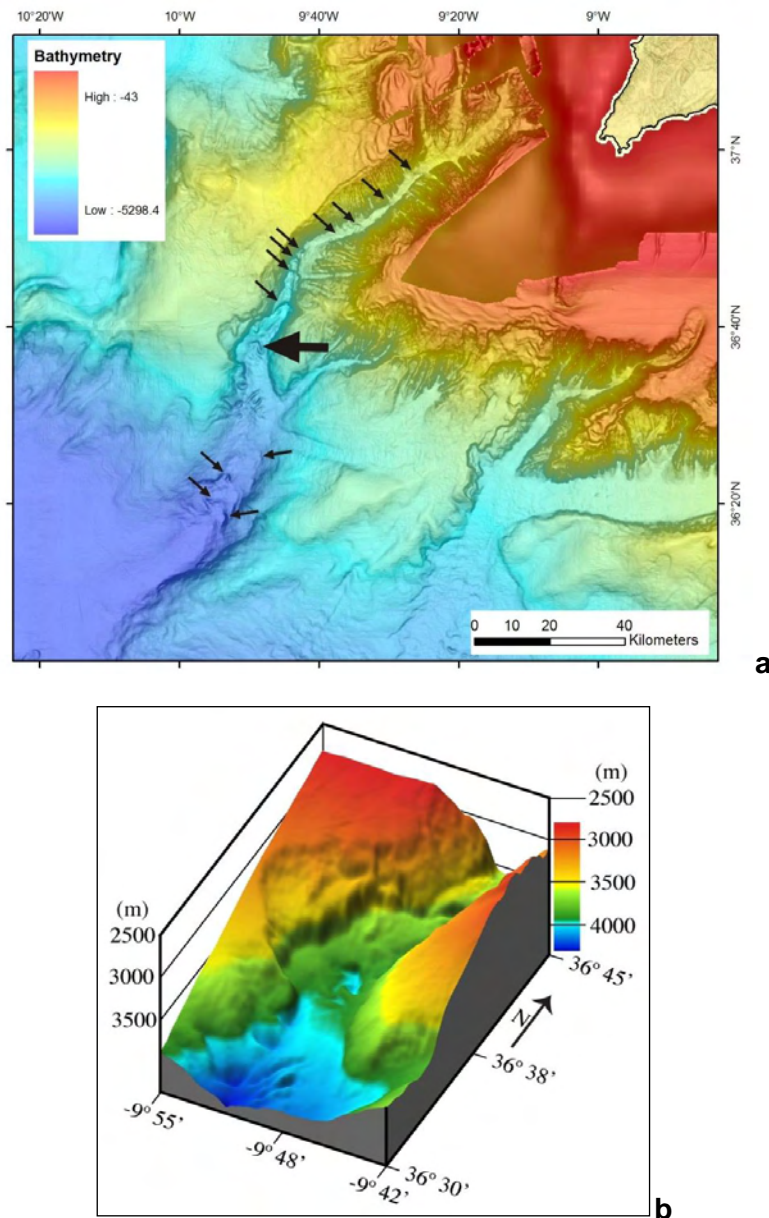 10°20'W 10°W 9°40'W 9°20'W 9°W
Bathymetry
High : -43
Low : -5298.4
37°N
36°40'N
36°20'N
0 10 20 40
Kilometers
a
(m)
2500
3000
3500
4000
(m)
2500
3000
3500
36° 45'
N
36° 38'
-9° 55'
-9° 48'
36° 30'
-9° 42'
b